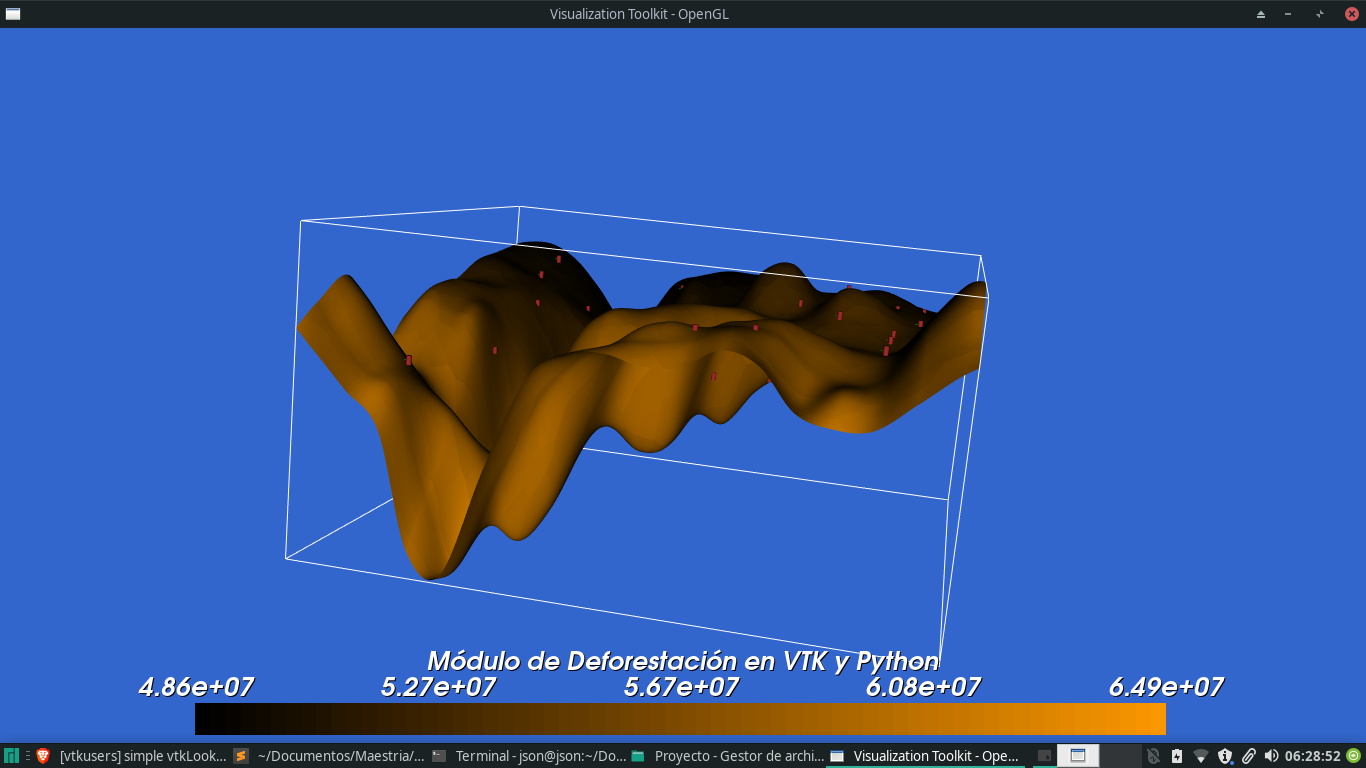 Visualization Toolkit - OpenGL
Módulo de Deforestación en VTK y Python
4.86e+07 5.27e+07 5.67e+07 6.08e+07 6.49e+07
[vtkusers] simple vtkLook... ~/Documentos/Maestria/... Terminal - json@json:~/Do... Proyecto - Gestor de archi... Visualization Toolkit - Ope... 06:28:52